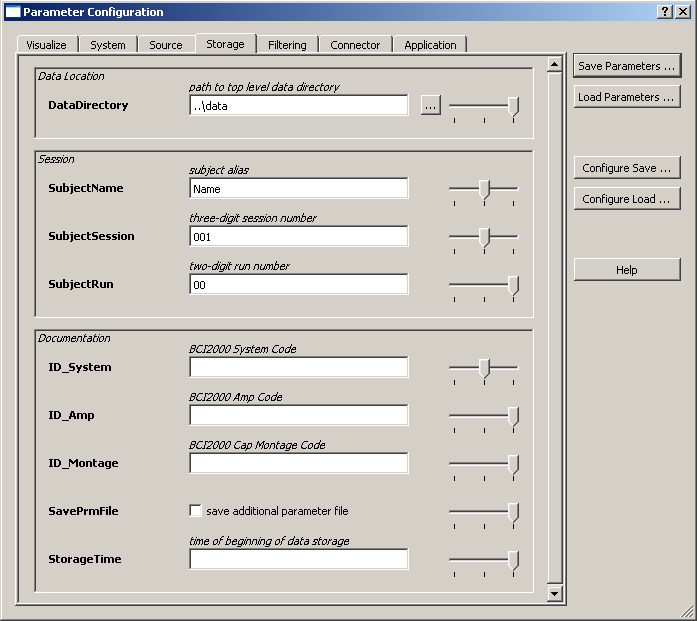 Parameter Configuration
Visualize System Source Storage Filtering Connector Application
Save Parameters ...
Load Parameters ...
Configure Save ...
Configure Load ...
Help
Data Location
path to top level data directory
DataDirectory ..\data ...
Session
subject alias
SubjectName Name
three-digit session number
SubjectSession 001
two-digit run number
SubjectRun 00
Documentation
BCI2000 System Code
ID_System
BCI2000 Amp Code
ID_Amp
BCI2000 Cap Montage Code
ID_Montage
SavePrmFile save additional parameter file
time of beginning of data storage
StorageTime